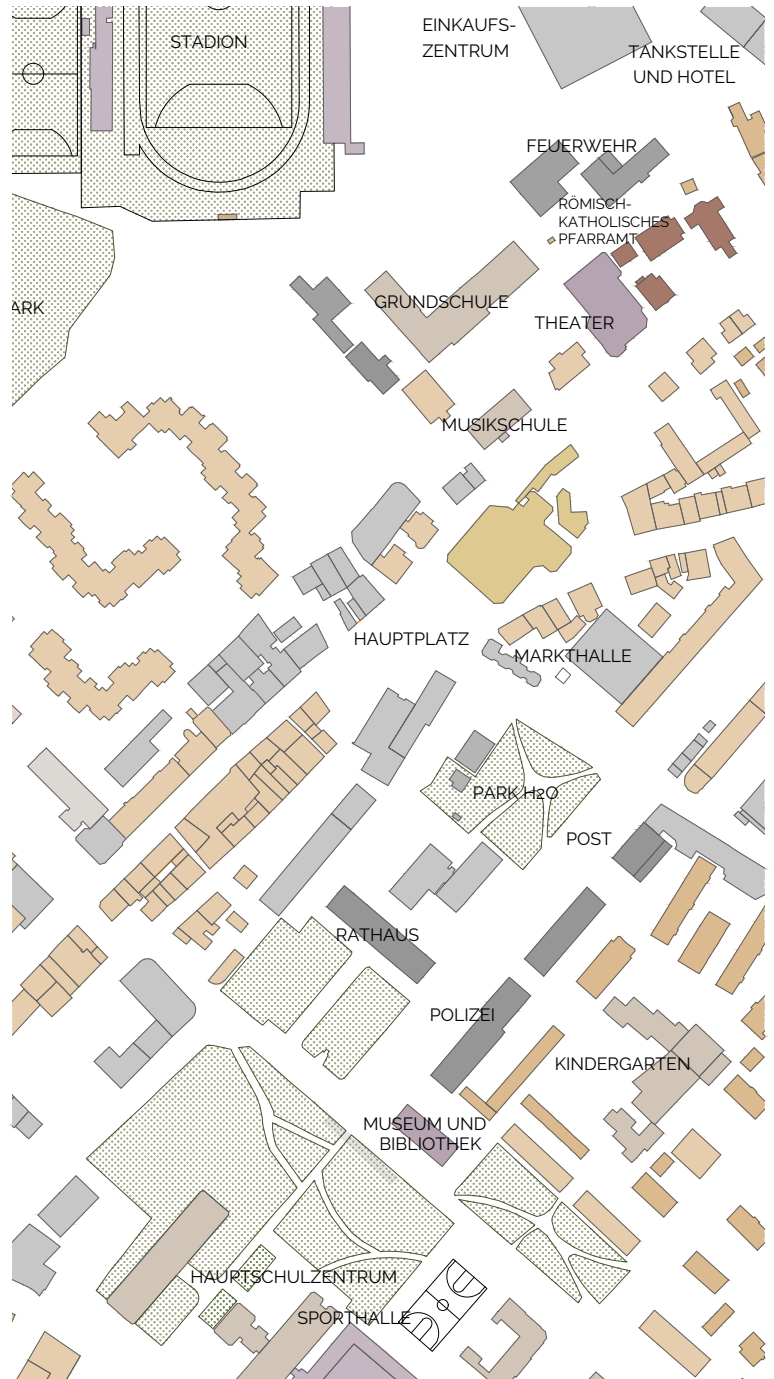 EINKAUFS-
ZENTRUM
STADION
TANKSTELLE
UND HOTEL
FEUERWEHR
RÖMISCH-
KATHOLISCHES
PFARRAMT
ARK
GRUNDSCHULE
THEATER
MUSIKSCHULE
HAUPTPLATZ
MARKTHALLE
PARK H2O
POST
RATHAUS
POLIZEI
KINDERGARTEN
MUSEUM UND
BIBLIOTHEK
HAUPTSCHULZENTRUM
SPORTHALLE